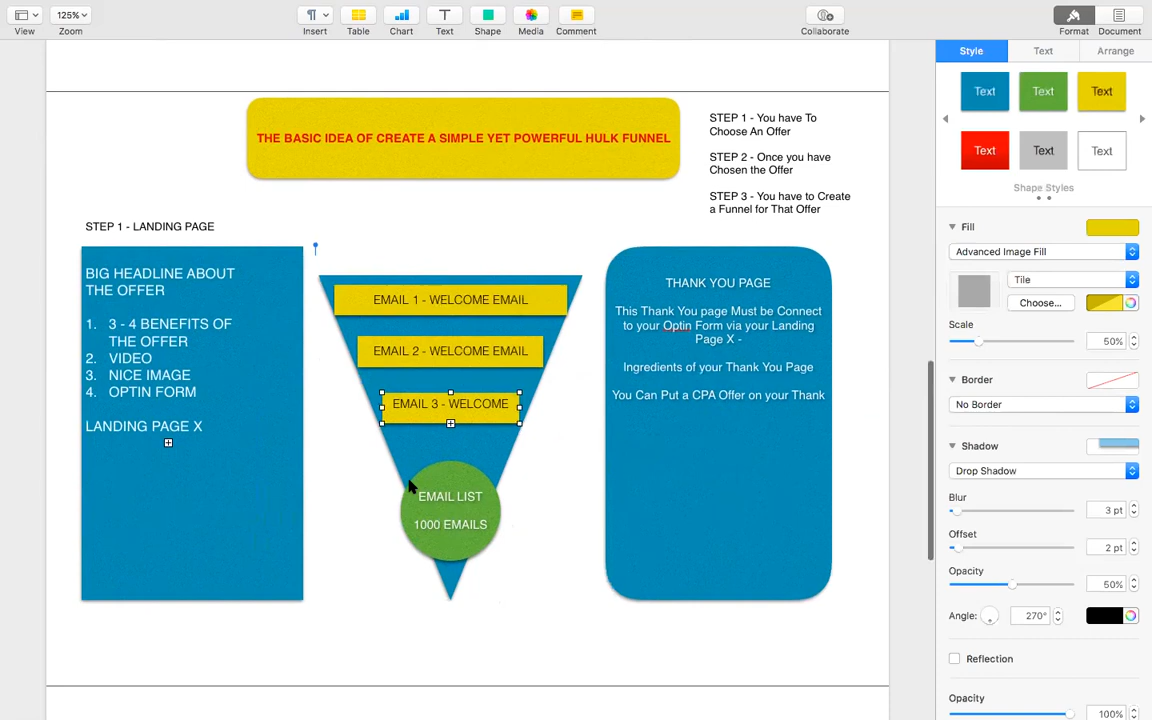 View
125%
Zoom
Insert
Table
Chart
Text
Shape
Media
Comment
Collaborate
Format
Document
Style
Text
Arrange
Text
Text
Text
Text
Text
Text
Shape Styles
Fill
Advanced Image Fill
Tile
Choose...
Scale
50%
Border
No Border
Shadow
Drop Shadow
Blur
3 pt
Offset
2 pt
Opacity
50%
Angle:
270°
Reflection
Opacity
100%
THE BASIC IDEA OF CREATE A SIMPLE YET POWERFUL HULK FUNNEL
STEP 1 - You have To
Choose An Offer
STEP 2 - Once you have
Chosen the Offer
STEP 3 - You have to Create
a Funnel for That Offer
STEP 1 - LANDING PAGE
BIG HEADLINE ABOUT
THE OFFER
1. 3 - 4 BENEFITS OF
THE OFFER
2. VIDEO
3. NICE IMAGE
4. OPTIN FORM
LANDING PAGE X
EMAIL 1 - WELCOME EMAIL
EMAIL 2 - WELCOME EMAIL
EMAIL 3 - WELCOME
EMAIL LIST
1000 EMAILS
THANK YOU PAGE
This Thank You page Must be Connect
to your Optin Form via your Landing
Page X -
Ingredients of your Thank You Page
You Can Put a CPA Offer on your Thank